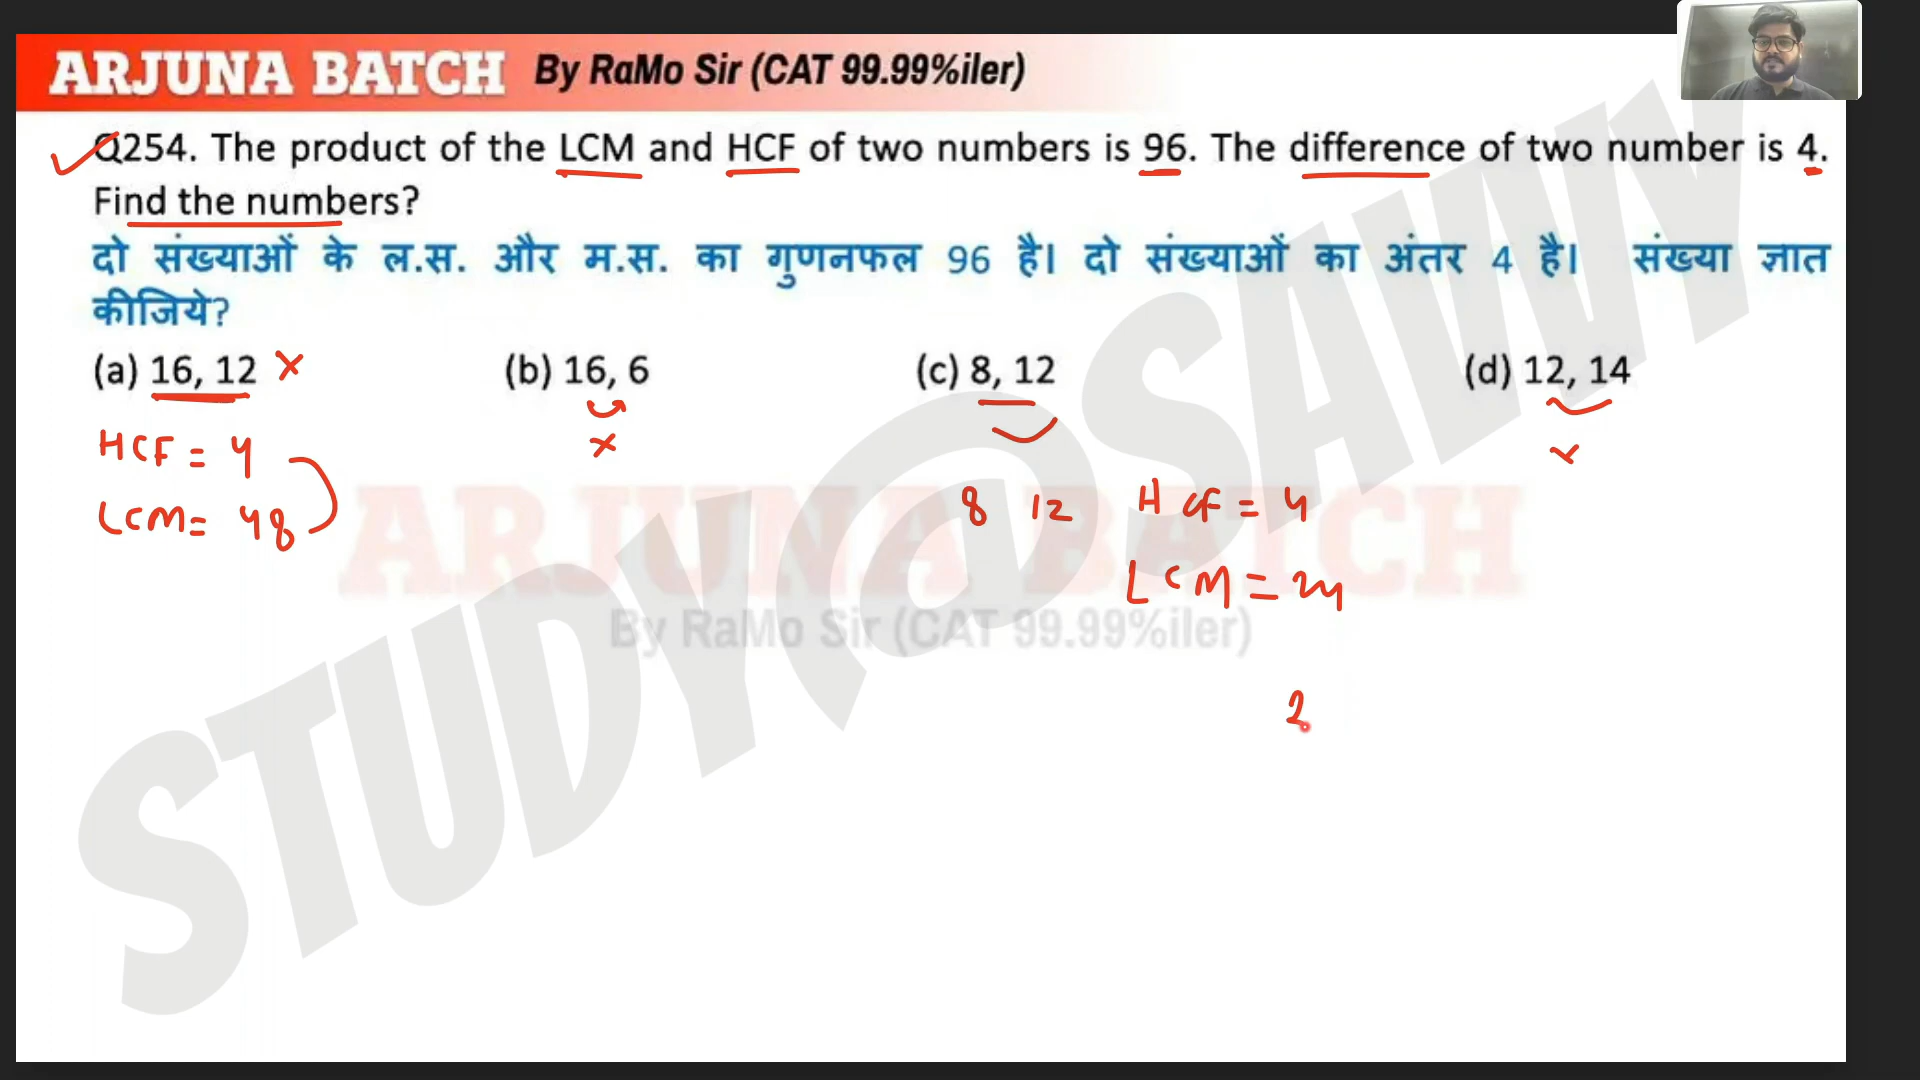 ARJUNA BATCH By RaMo Sir (CAT 99.99%iler)
Q254. The product of the LCM and HCF of two numbers is 96. The difference of two number is 4.
Find the numbers?
दो संख्याओं के ल.स. और म.स. का गुणनफल 96 है। दो संख्याओं का अंतर 4 है। संख्या ज्ञात
कीजिये?
(a) 16, 12 × (b) 16, 6 (c) 8, 12 (d) 12, 14
× ×
HCF = 4
LCM = 48
8 12 HCF = 4
LCM = 24
2
ARJUNA BATCH
By RaMo Sir (CAT 99.99%iler)
STUDY@SAVVY